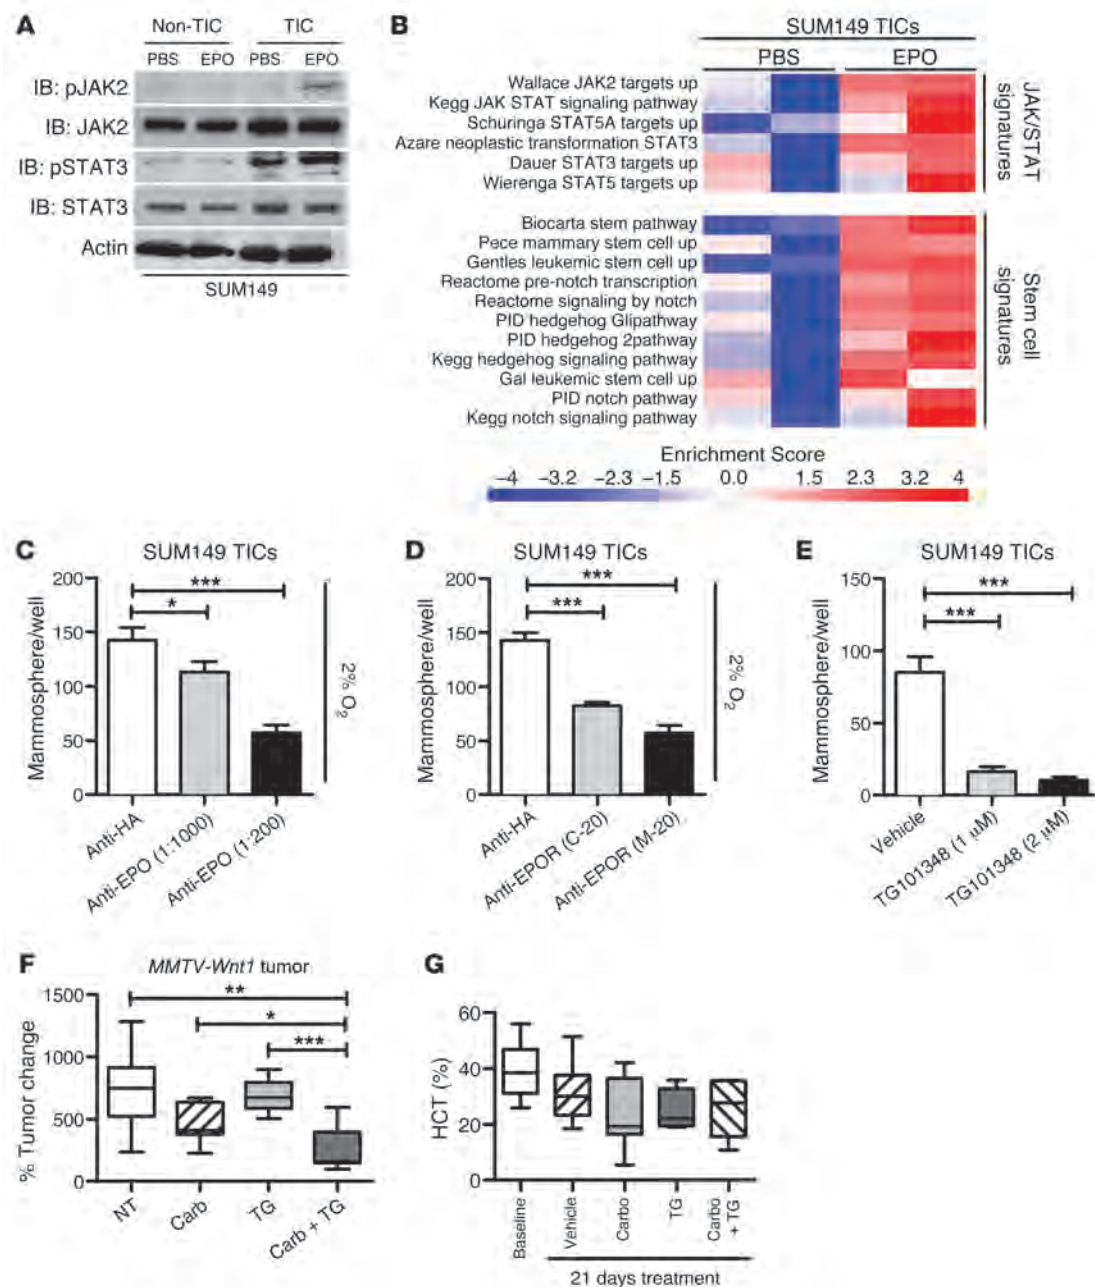 A
Non-TIC TIC
PBS EPO PBS EPO
IB: pJAK2
IB: JAK2
IB: pSTAT3
IB: STAT3
Actin
SUM149
B
SUM149 TICs
PBS EPO
Wallace JAK2 targets up
Kegg JAK STAT signaling pathway
Schuringa STAT5A targets up
Azare neoplastic transformation STAT3
Dauer STAT3 targets up
Wierenga STAT5 targets up
JAK/STAT
signatures
Biocarta stem pathway
Pece mammary stem cell up
Gentles leukemic stem cell up
Reactome pre-notch transcription
Reactome signaling by notch
PID hedgehog Glipathway
PID hedgehog 2pathway
Kegg hedgehog signaling pathway
Gal leukemic stem cell up
PID notch pathway
Kegg notch signaling pathway
Stem cell
signatures
Enrichment Score
−4 −3.2 −2.3 −1.5 0.0 1.5 2.3 3.2 4
C
SUM149 TICs
Mammosphere/well
200
150
100
50
0
***
*
2% O2
Anti-HA
Anti-EPO (1:1000)
Anti-EPO (1:200)
D
SUM149 TICs
Mammosphere/well
200
150
100
50
0
***
***
2% O2
Anti-HA
Anti-EPOR (C-20)
Anti-EPOR (M-20)
E
SUM149 TICs
Mammosphere/well
150
100
50
0
***
***
Vehicle
TG101348 (1 μM)
TG101348 (2 μM)
F
MMTV-Wnt1 tumor
% Tumor change
1500
1000
500
0
**
*
***
NT
Carb
TG
Carb + TG
G
HCT (%)
60
40
20
0
Baseline
Vehicle
Carbo
TG
Carbo
+ TG
21 days treatment